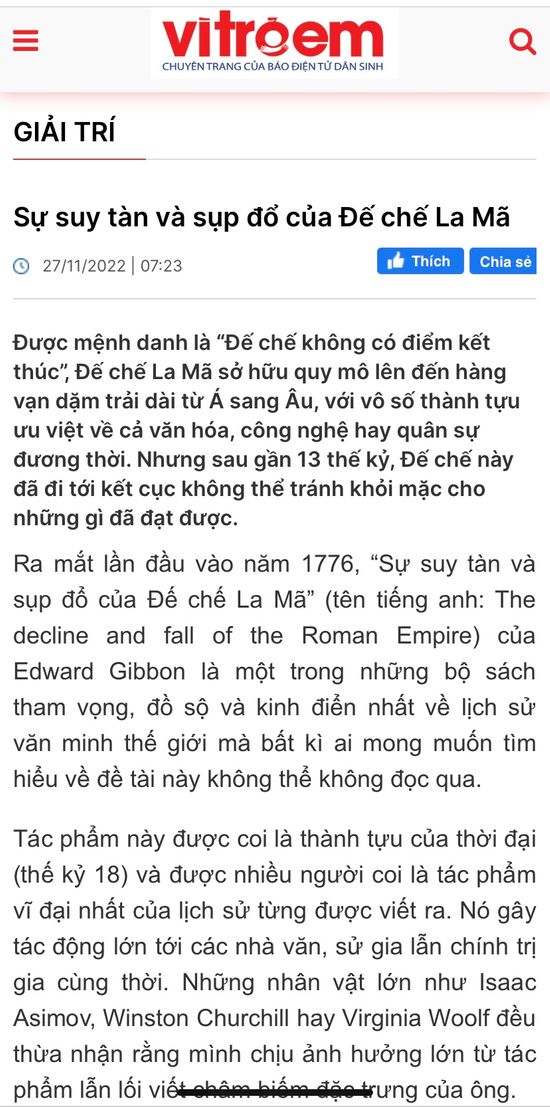 vìtrẻem
CHUYÊN TRANG CỦA BÁO ĐIỆN TỬ DÂN SINH
GIẢI TRÍ
Sự suy tàn và sụp đổ của Đế chế La Mã
27/11/2022 | 07:23
Thích
Chia sẻ
Được mệnh danh là “Đế chế không có điểm kết
thúc”, Đế chế La Mã sở hữu quy mô lên đến hàng
vạn dặm trải dài từ Á sang Âu, với vô số thành tựu
ưu việt về cả văn hóa, công nghệ hay quân sự
đương thời. Nhưng sau gần 13 thế kỷ, Đế chế này
đã đi tới kết cục không thể tránh khỏi mặc cho
những gì đã đạt được.
Ra mắt lần đầu vào năm 1776, “Sự suy tàn và
sụp đổ của Đế chế La Mã” (tên tiếng anh: The
decline and fall of the Roman Empire) của
Edward Gibbon là một trong những bộ sách
tham vọng, đồ sộ và kinh điển nhất về lịch sử
văn minh thế giới mà bất kì ai mong muốn tìm
hiểu về đề tài này không thể không đọc qua.
Tác phẩm này được coi là thành tựu của thời đại
(thế kỷ 18) và được nhiều người coi là tác phẩm
vĩ đại nhất của lịch sử từng được viết ra. Nó gây
tác động lớn tới các nhà văn, sử gia lẫn chính trị
gia cùng thời. Những nhân vật lớn như Isaac
Asimov, Winston Churchill hay Virginia Woolf đều
thừa nhận rằng mình chịu ảnh hưởng lớn từ tác
phẩm lẫn lối viết châm biếm đặc trưng của ông.